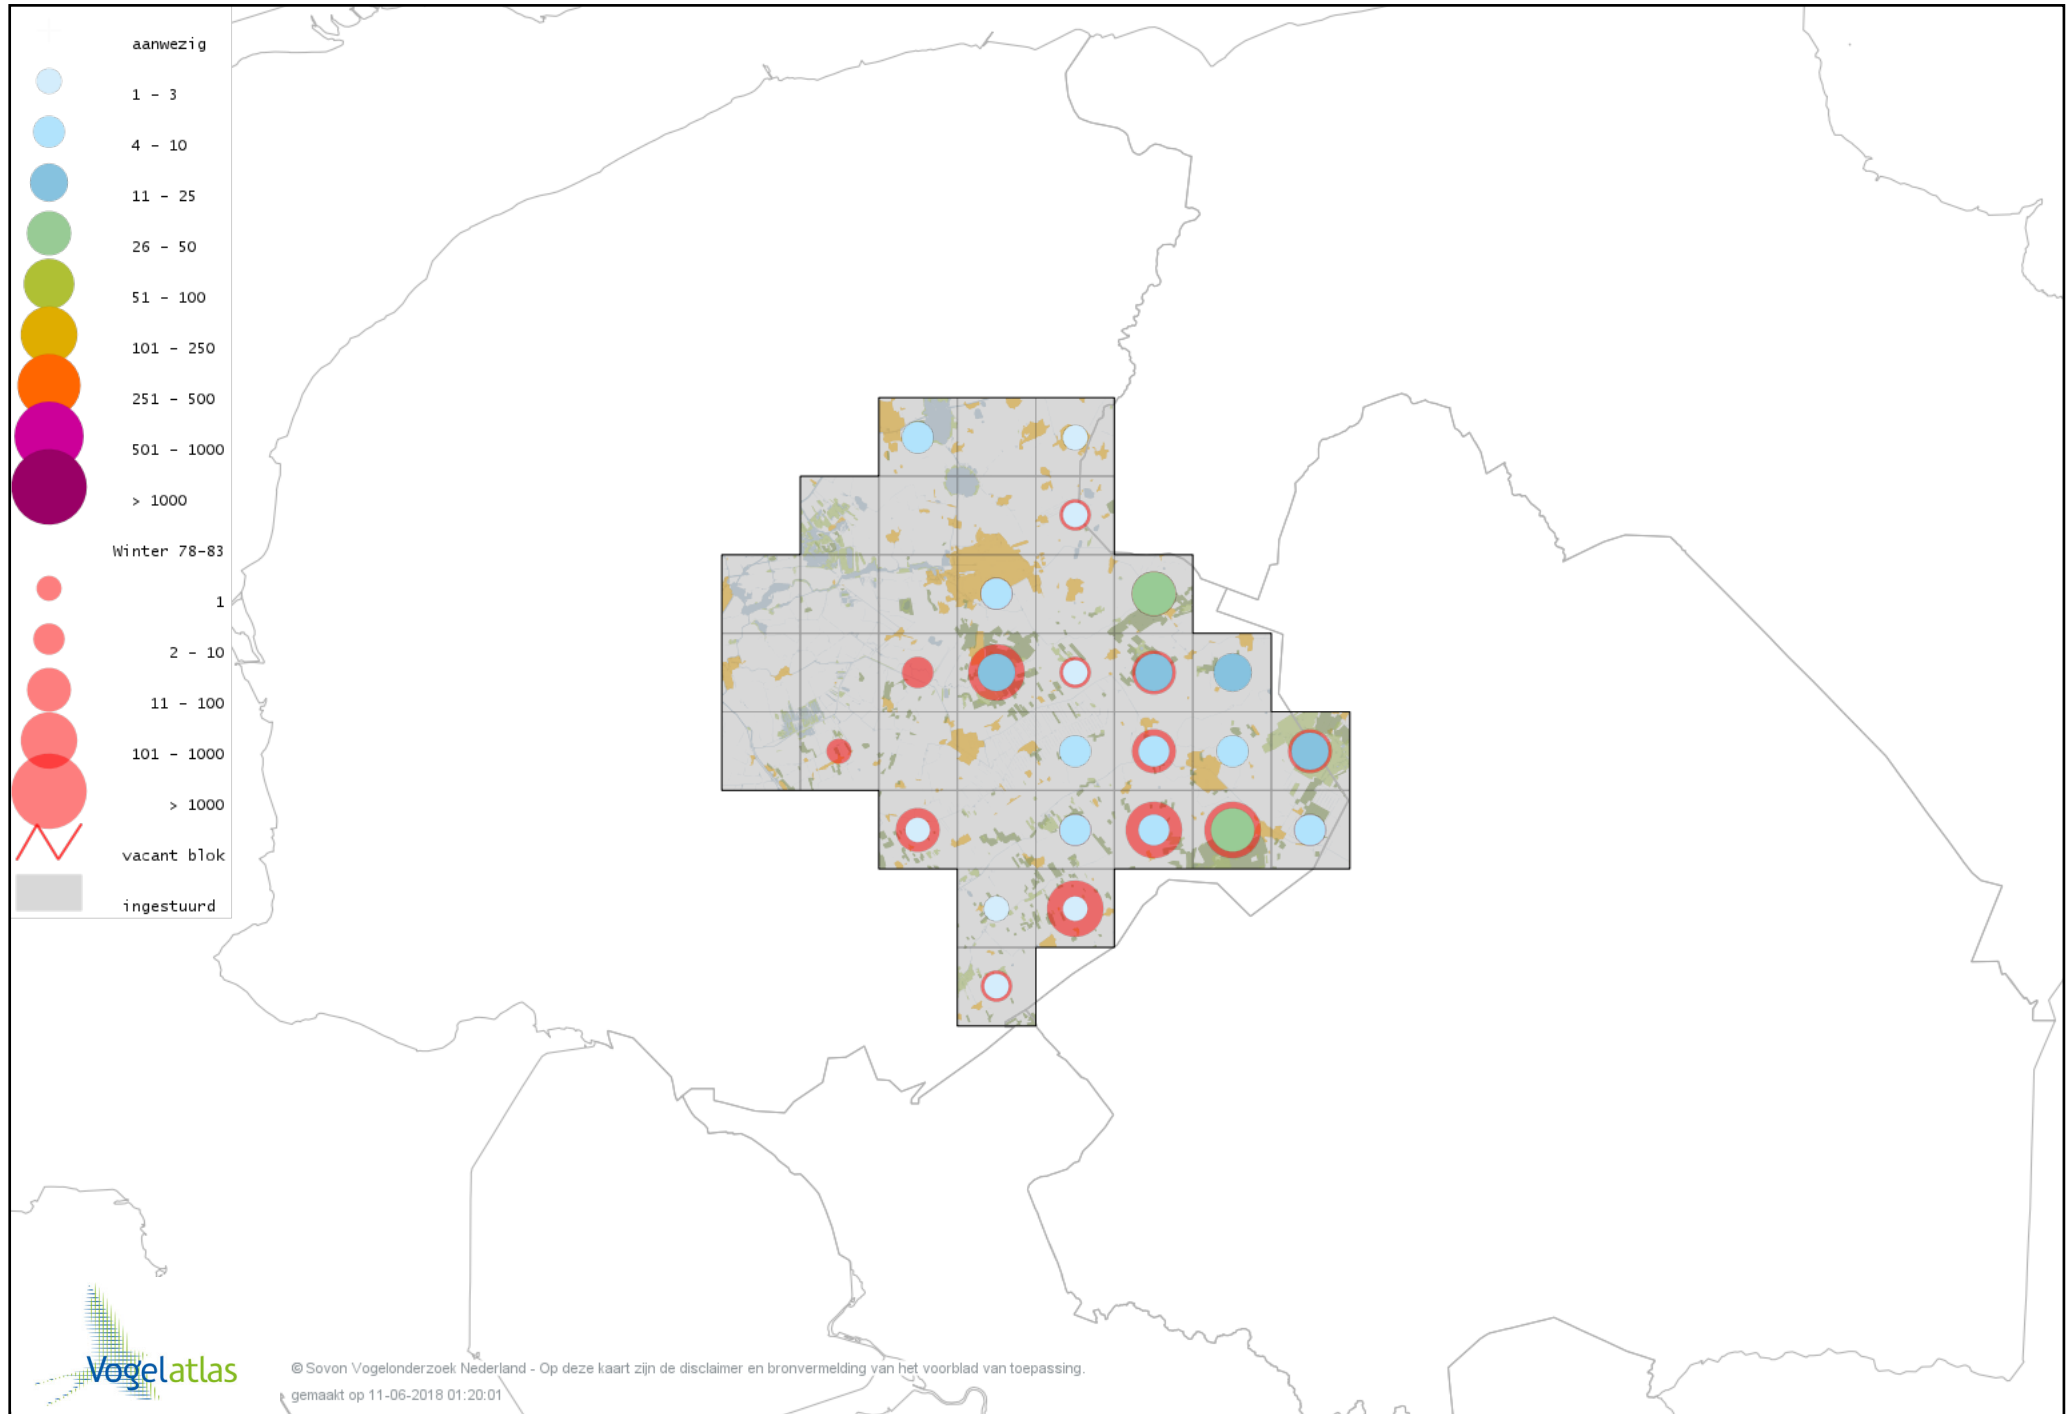 aanwezig
1 - 3
4 - 10
11 - 25
26 - 50
51 - 100
101 - 250
251 - 500
501 - 1000
> 1000
Winter 78-83
1
2 - 10
11 - 100
101 - 1000
> 1000
vacant blok
ingestuurd
Vogelatlas
© Sovon Vogelonderzoek Nederland - Op deze kaart zijn de disclaimer en bronvermelding van het voorblad van toepassing.
gemaakt op 11-06-2018 01:20:01